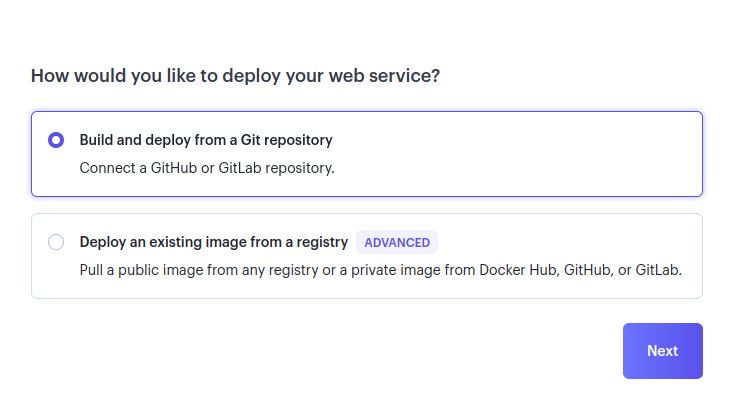 How would you like to deploy your web service?
Build and deploy from a Git repository
Connect a GitHub or GitLab repository.
Deploy an existing image from a registry ADVANCED
Pull a public image from any registry or a private image from Docker Hub, GitHub, or GitLab.
Next